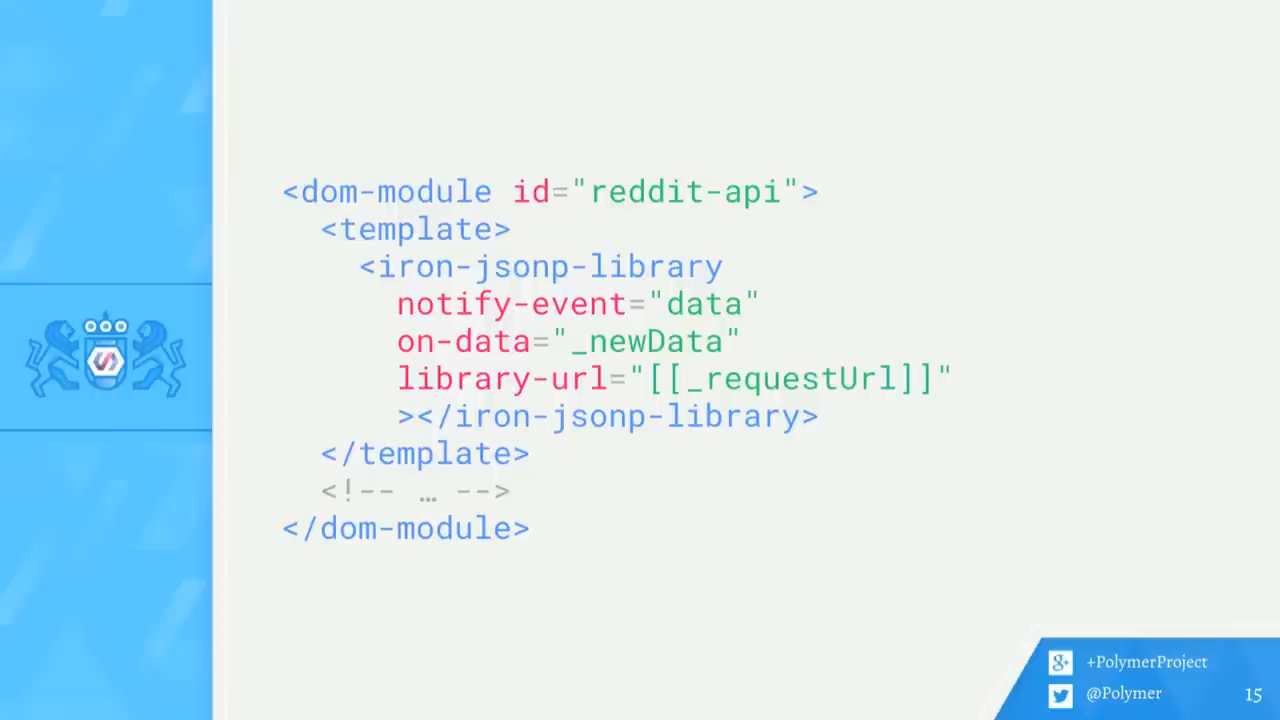 <dom-module id="reddit-api">
  <template>
    <iron-jsonp-library
      notify-event="data"
      on-data="_newData"
      library-url="[[_requestUrl]]"
      ></iron-jsonp-library>
  </template>
  <!-- … -->
</dom-module>
+PolymerProject
@Polymer
15